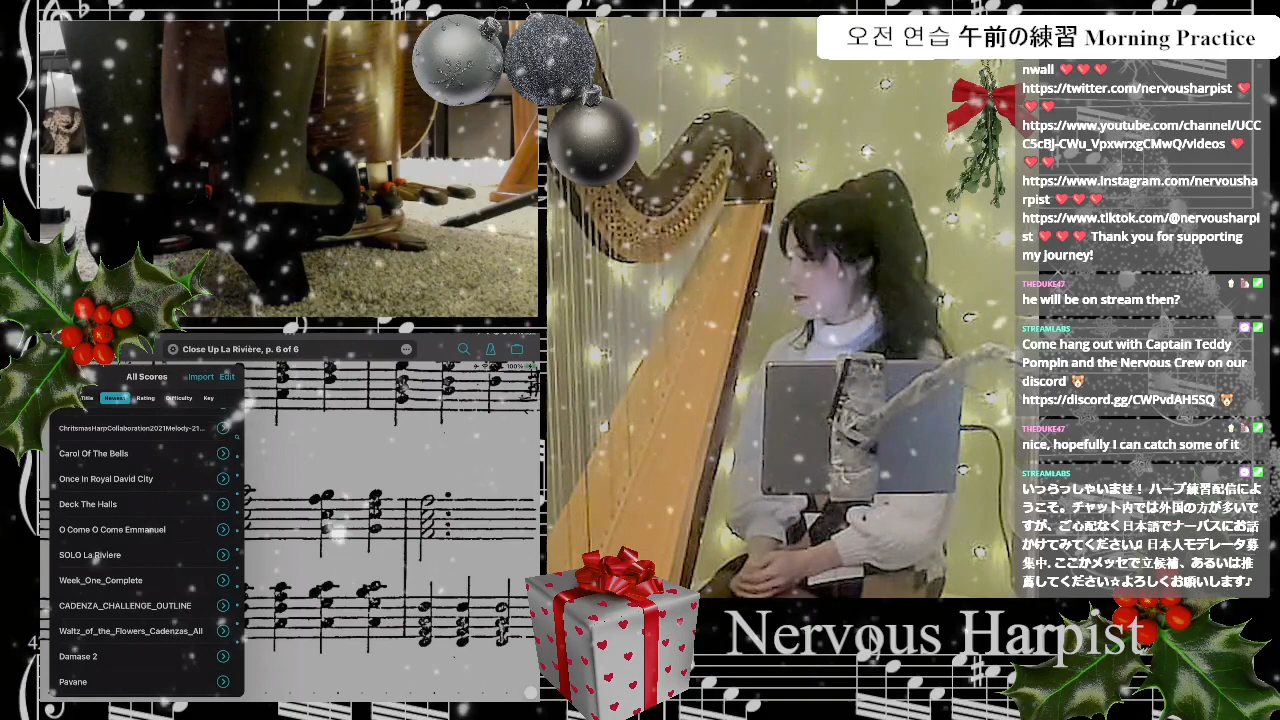 오전 연습 午前の練習 Morning Practice
nwall ❤️ ❤️ ❤️
https://twitter.com/nervousharpist ❤️
❤️ ❤️
https://www.youtube.com/channel/UCC
C5cBJ-CWu_VpxwrxgCMwQ/videos ❤️
❤️ ❤️
https://www.instagram.com/nervousha
rpist ❤️ ❤️ ❤️
https://www.tiktok.com/@nervousharpi
st ❤️ ❤️ ❤️ Thank you for supporting
my journey!
THEDUKE47
he will be on stream then?
STREAMLABS
Come hang out with Captain Teddy
Pompin and the Nervous Crew on our
discord 🐹
https://discord.gg/CWPvdAH5SQ 🐹
THEDUKE47
nice, hopefully I can catch some of it
STREAMLABS
いつらっしゃいませ！ ハープ練習配信によ
うこそ。チャット内では外国の方が多いで
すが、ご心配なく日本語でナーバスにお話
かけてみてください♫ 日本人モデレータ募
集中. ここかメッセで立候補、あるいは推
薦してください☆よろしくお願いします♪
Close Up La Rivière, p. 6 of 6
100%
All Scores
Import
Edit
Title
Newest
Rating
Difficulty
Key
ChritsmasHarpCollaboration2021Melody-21...
Carol Of The Bells
Once In Royal David City
Deck The Halls
O Come O Come Emmanuel
SOLO La Riviere
Week_One_Complete
CADENZA_CHALLENGE_OUTLINE
Waltz_of_the_Flowers_Cadenzas_All
Damase 2
Pavane
Nervous Harpist